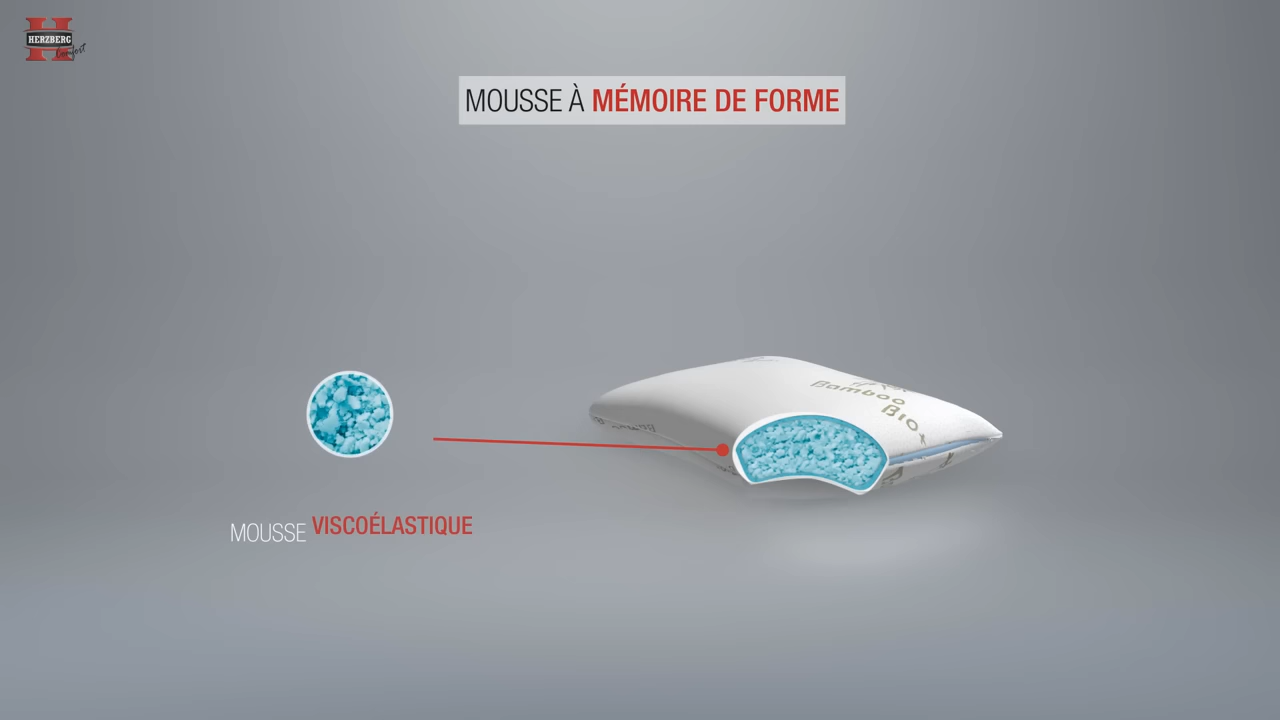 HERZBERG
Comfort
MOUSSE À MÉMOIRE DE FORME
Bamboo
Bio
MOUSSE VISCOÉLASTIQUE